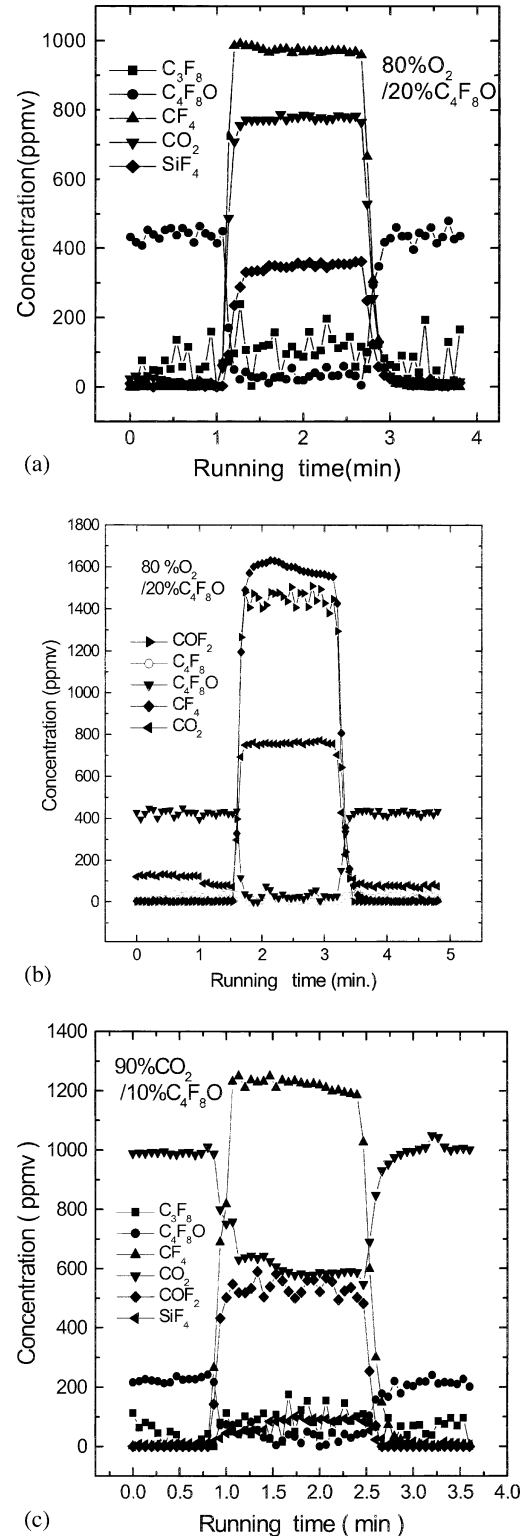 1000
800
600
400
200
0
Concentration(ppmv)
C3F8
C4F8O
CF4
CO2
SiF4
80%O2
/20%C4F8O
0 1 2 3 4
(a)
Running time(min)
1800
1600
1400
1200
1000
800
600
400
200
0
Concentration (ppmv)
80 %O2
/20%C4F8O
COF2
C4F8
C4F8O
CF4
CO2
0 1 2 3 4 5
(b)
Running time (min.)
1400
1200
1000
800
600
400
200
0
Concentration ( ppmv )
90%CO2
/10%C4F8O
C3F8
C4F8O
CF4
CO2
COF2
SiF4
0.0 0.5 1.0 1.5 2.0 2.5 3.0 3.5 4.0
(c)
Running time ( min )